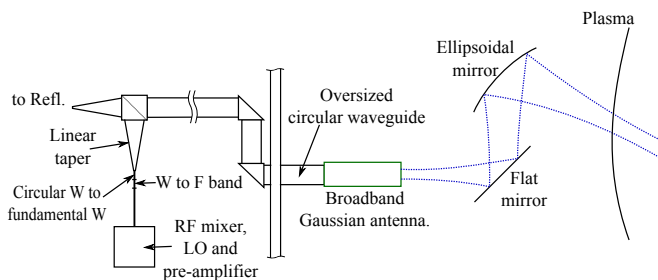 Plasma
Ellipsoidal
mirror
to Refl.
Oversized
circular waveguide
Linear
taper
Circular W to
fundamental W
W to F band
Broadband
Gaussian antenna.
Flat
mirror
RF mixer,
LO and
pre-amplifier